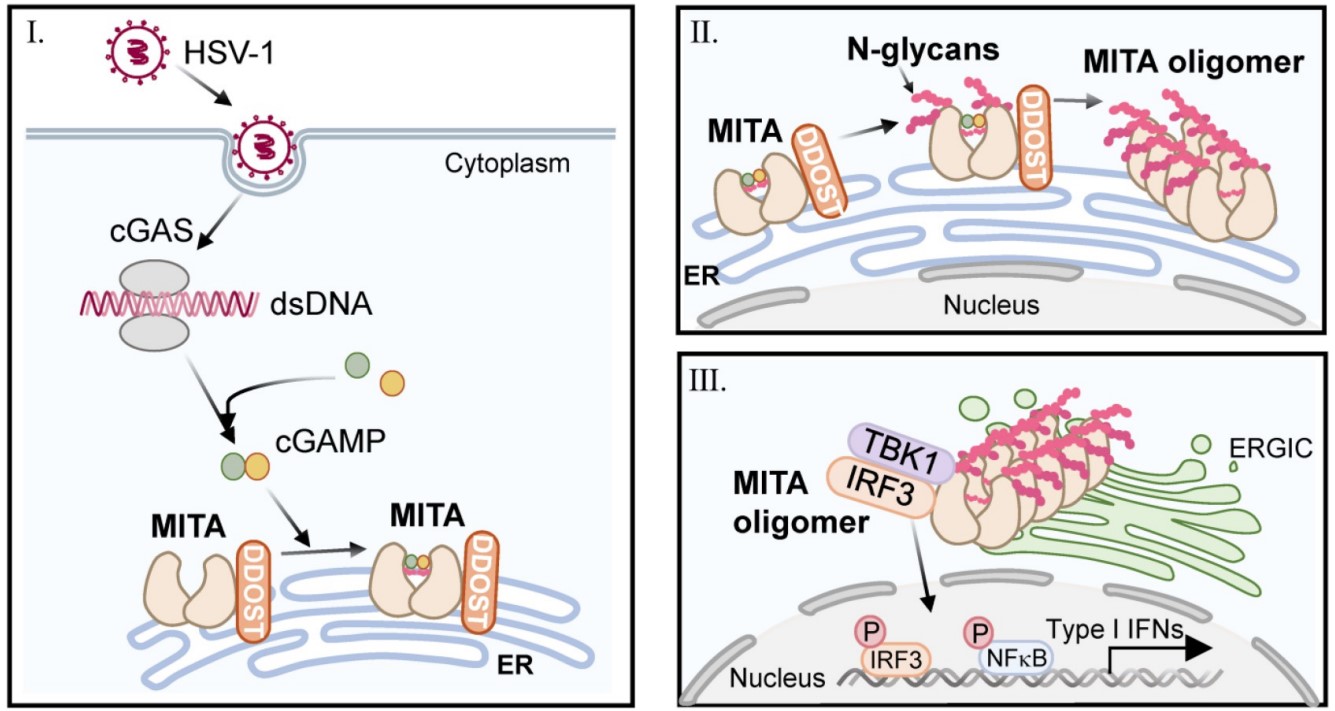 I.
HSV-1
Cytoplasm
cGAS
dsDNA
cGAMP
MITA
DDOST
MITA
DDOST
ER
II.
N-glycans
MITA oligomer
MITA
DDOST
DDOST
ER
Nucleus
III.
TBK1
IRF3
ERGIC
MITA
oligomer
P
P
Type I IFNs
IRF3
NFκB
Nucleus